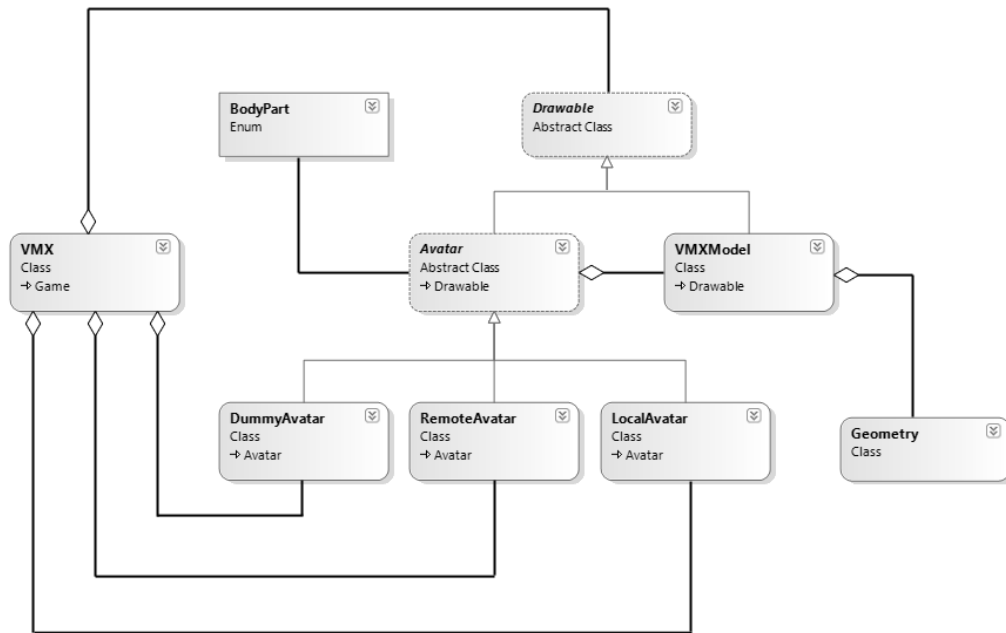 BodyPart
Enum
Drawable
Abstract Class
VMX
Class
→ Game
Avatar
Abstract Class
→ Drawable
VMXModel
Class
→ Drawable
DummyAvatar
Class
→ Avatar
RemoteAvatar
Class
→ Avatar
LocalAvatar
Class
→ Avatar
Geometry
Class